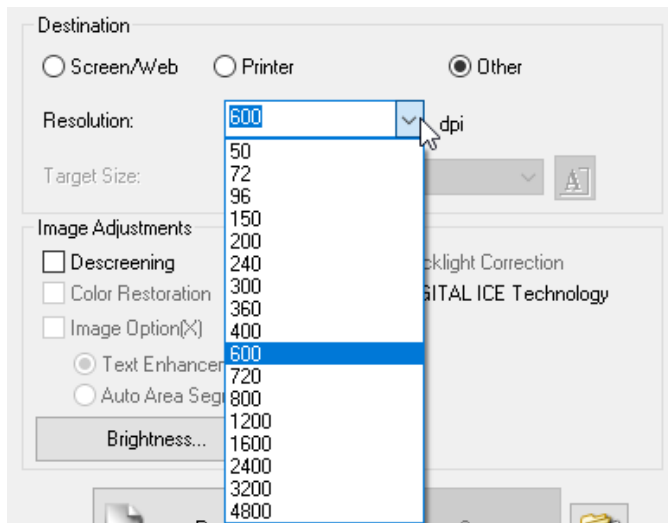 Destination
Screen/Web Printer Other
Resolution: 600 dpi
50
Target Size: 72
96
Image Adjustments 150
200
Descreening 240 cklight Correction
Color Restoration 300 GITAL ICE Technology
360
Image Option(X) 400
Text Enhancer 600
720
Auto Area Seg 800
1200
Brightness... 1600
2400
3200
4800